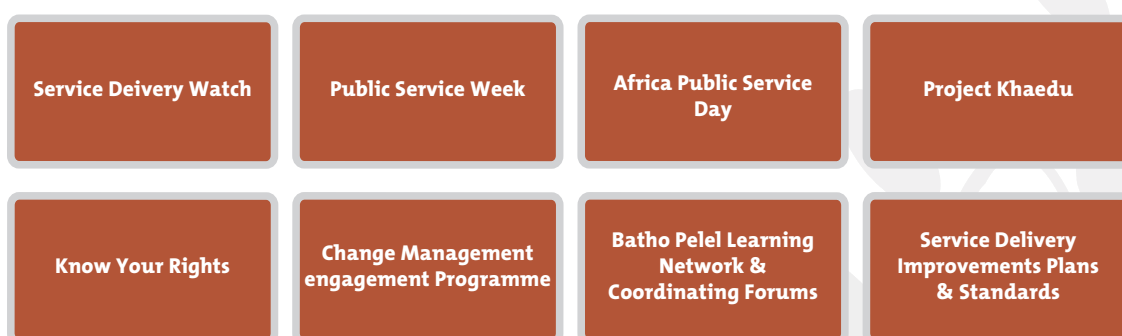 Service Deivery Watch
Public Service Week
Africa Public Service
Day
Project Khaedu
Know Your Rights
Change Management
engagement Programme
Batho Pelel Learning
Network &
Coordinating Forums
Service Delivery
Improvements Plans
& Standards